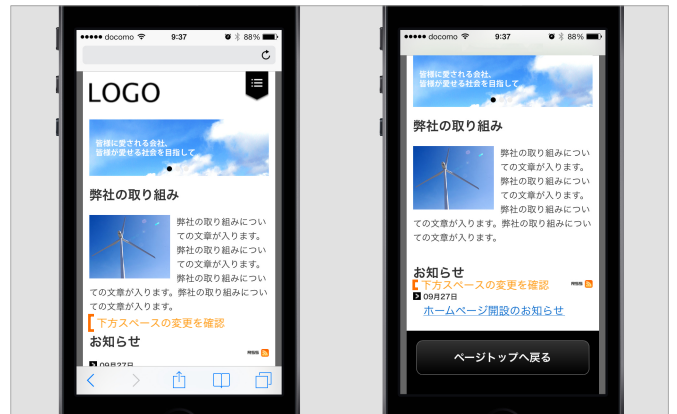 docomo 9:37 88%
LOGO
皆様に愛される会社、
皆様が愛せる社会を目指して
弊社の取り組み
弊社の取り組みについ
ての文章が入ります。
弊社の取り組みについ
ての文章が入ります。
弊社の取り組みについ
ての文章が入ります。弊社の取り組みについ
ての文章が入ります。
下方スペースの変更を確認
お知らせ
09月27日
docomo 9:37 88%
皆様に愛される会社、
皆様が愛せる社会を目指して
弊社の取り組み
弊社の取り組みについ
ての文章が入ります。
弊社の取り組みについ
ての文章が入ります。
弊社の取り組みについ
ての文章が入ります。弊社の取り組みについ
ての文章が入ります。
お知らせ
下方スペースの変更を確認
09月27日
ホームページ開設のお知らせ
ページトップへ戻る